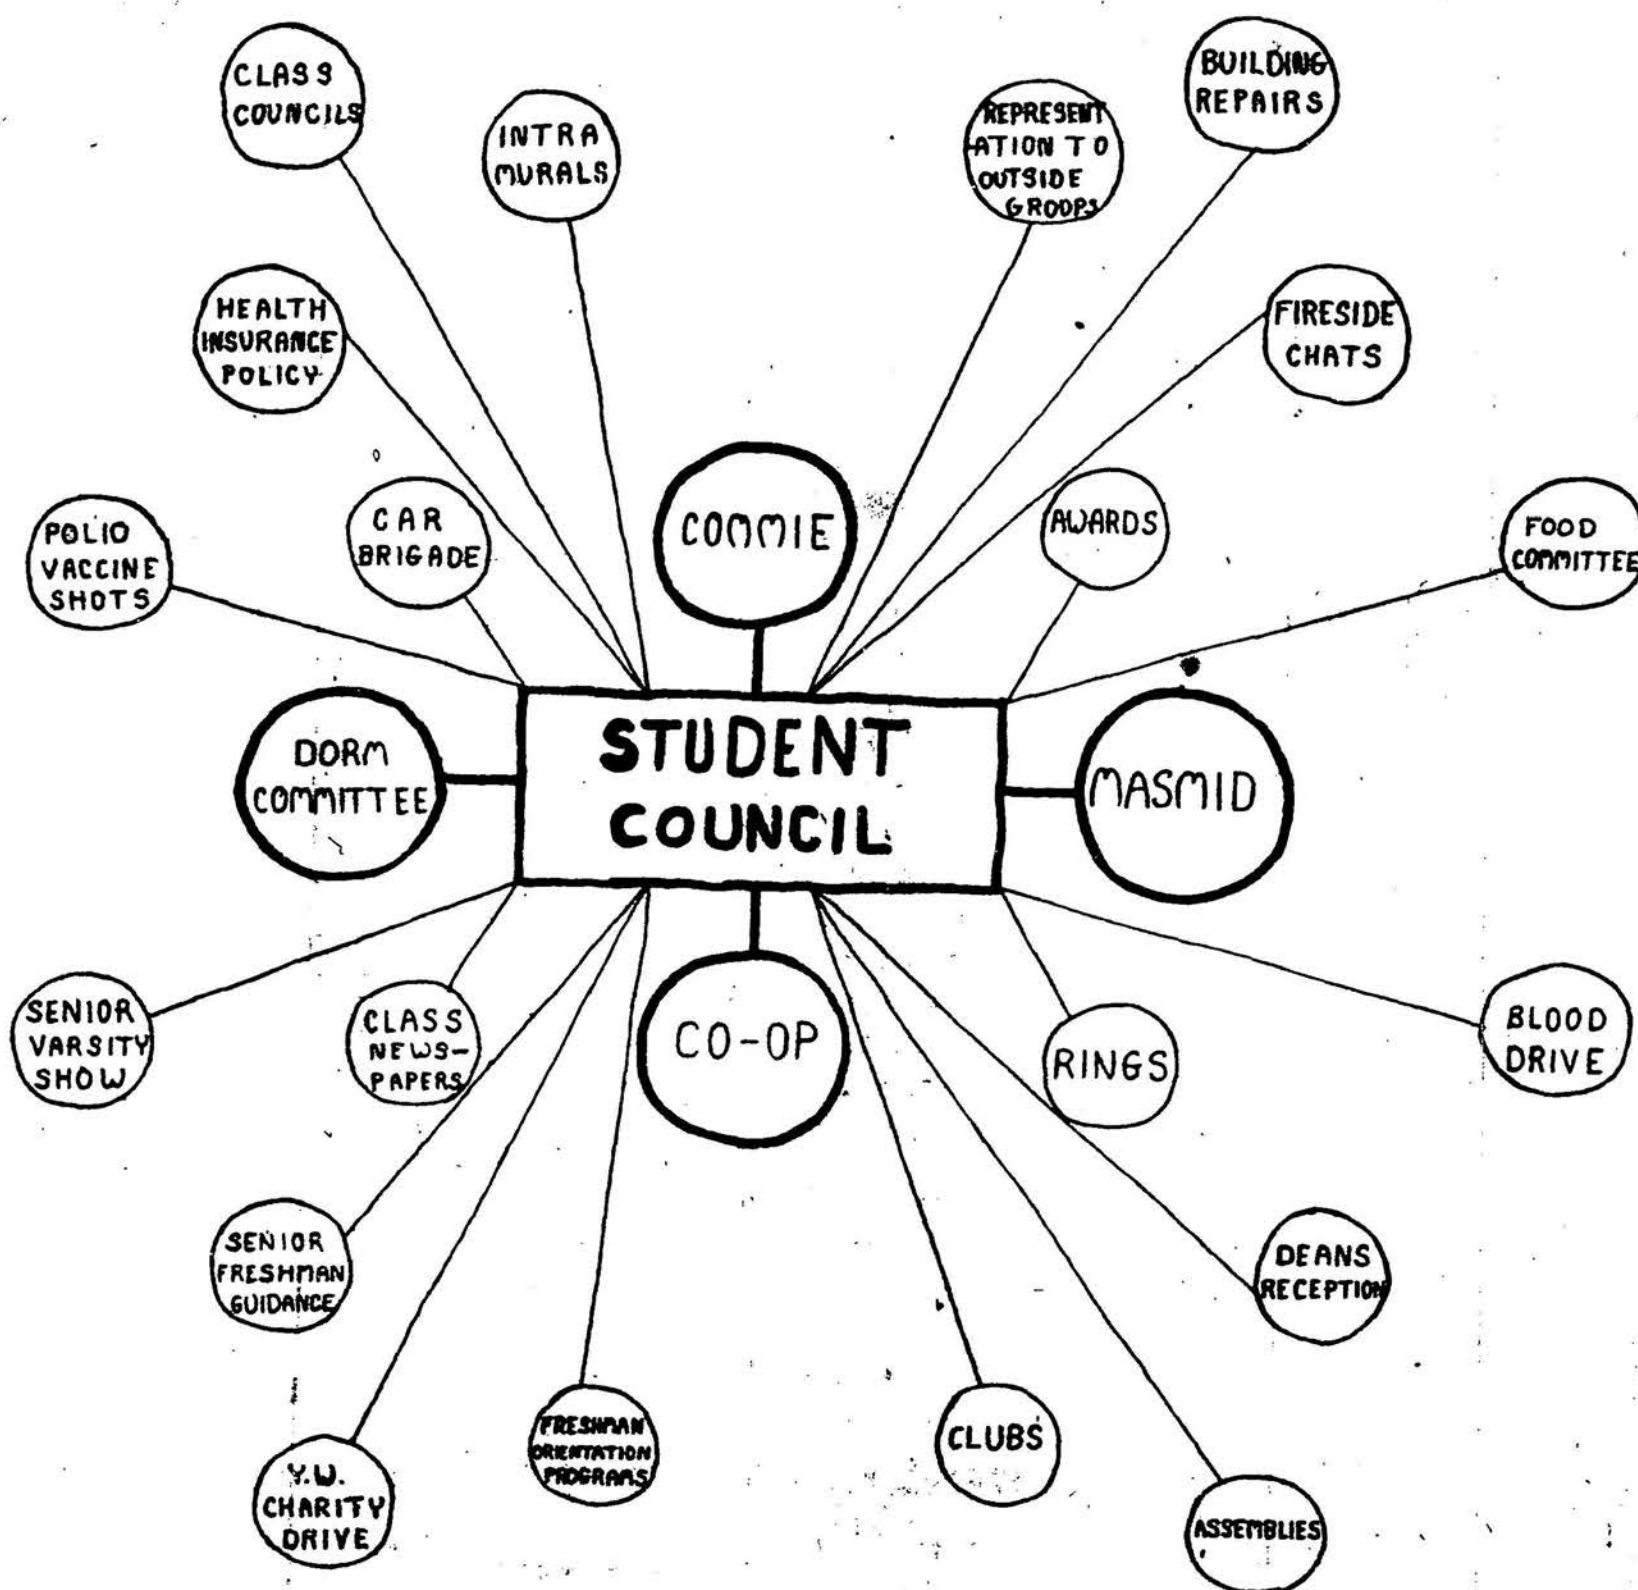 CLASS
COUNCILS
INTRA
MURALS
REPRESENT
ATION TO
OUTSIDE
GROOPS
BUILDING
REPAIRS
HEALTH
INSURANCE
POLICY
FIRESIDE
CHATS
POLIO
VACCINE
SHOTS
CAR
BRIGADE
COMMIE
AWARDS
FOOD
COMMITTEE
DORM
COMMITTEE
STUDENT
COUNCIL
MASMID
SENIOR
VARSITY
SHOW
CLASS
NEWS-
PAPERS
CO-OP
RINGS
BLOOD
DRIVE
SENIOR
FRESHMAN
GUIDANCE
DEANS
RECEPTION
Y.U.
CHARITY
DRIVE
FRESHMAN
ORIENTATION
PROGRAMS
CLUBS
ASSEMBLIES